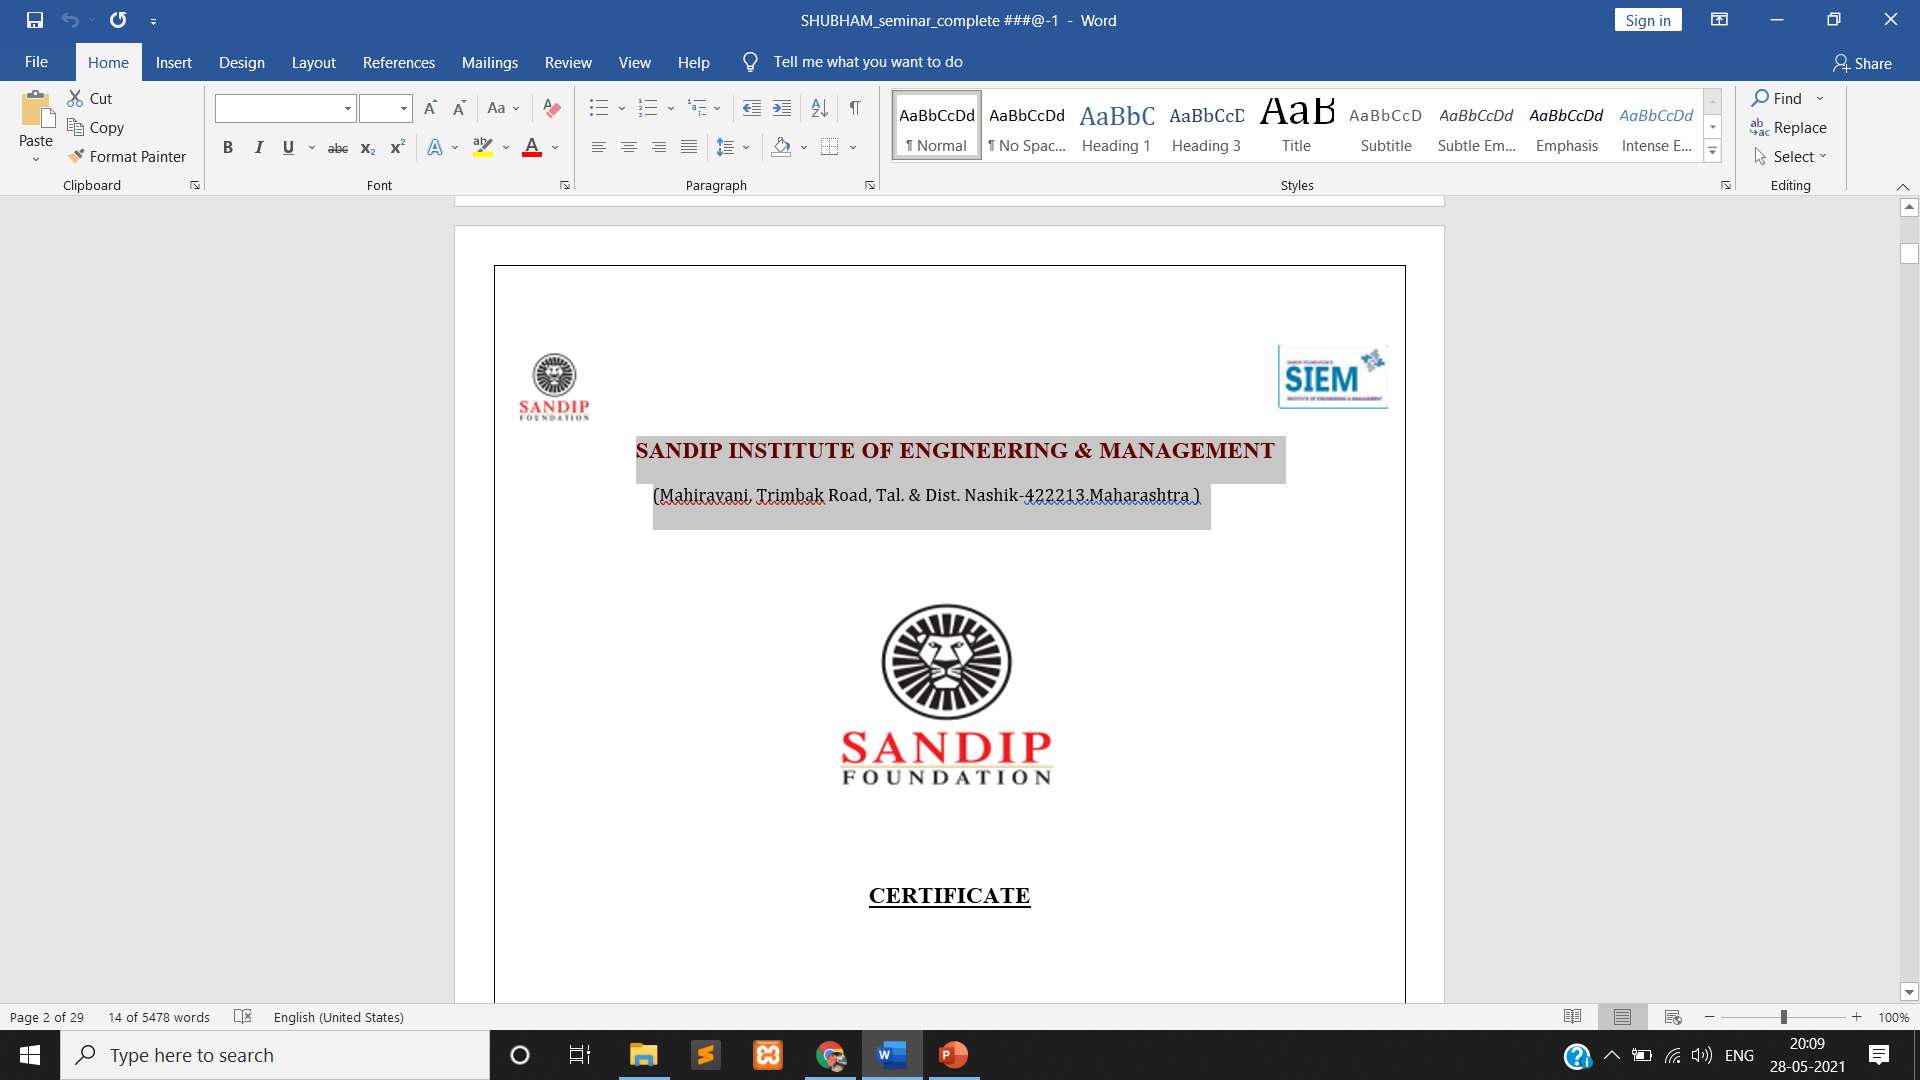 SHUBHAM_seminar_complete ###@-1 - Word
Sign in
File Home Insert Design Layout References Mailings Review View Help Tell me what you want to do
Share
Paste
Cut
Copy
Format Painter
Clipboard
Aa
B I U abc X₂ X² A ab A
Font
Paragraph
AaBbCcDd AaBbCcDd AaBbC AaBbCcD AaB AaBbCcD AaBbCcDd AaBbCcDd AaBbCcDd
¶ Normal ¶ No Spac... Heading 1 Heading 3 Title Subtitle Subtle Em... Emphasis Intense E...
Styles
Find
Replace
Select
Editing
SANDIP
FOUNDATION
SIEM
SANDIP INSTITUTE OF ENGINEERING & MANAGEMENT
(Mahiravani, Trimbak Road, Tal. & Dist. Nashik-422213.Maharashtra )
SANDIP
FOUNDATION
CERTIFICATE
Page 2 of 29 14 of 5478 words English (United States)
100%
Type here to search
ENG
20:09
28-05-2021